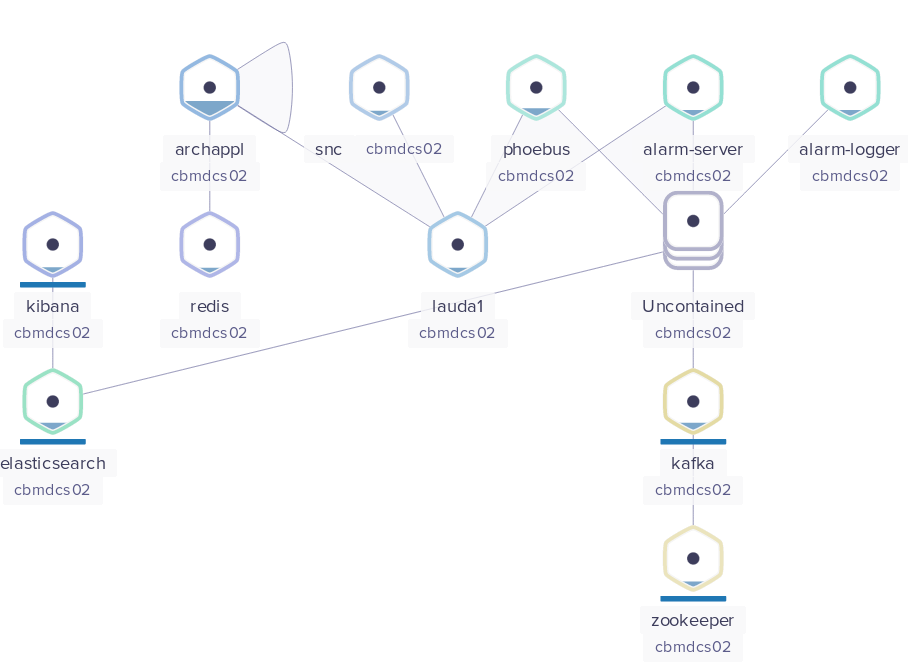 archappl
cbmdcs02
snc cbmdcs02
phoebus
cbmdcs02
alarm-server
cbmdcs02
alarm-logger
cbmdcs02
kibana
cbmdcs02
redis
cbmdcs02
lauda1
cbmdcs02
Uncontained
cbmdcs02
elasticsearch
cbmdcs02
kafka
cbmdcs02
zookeeper
cbmdcs02